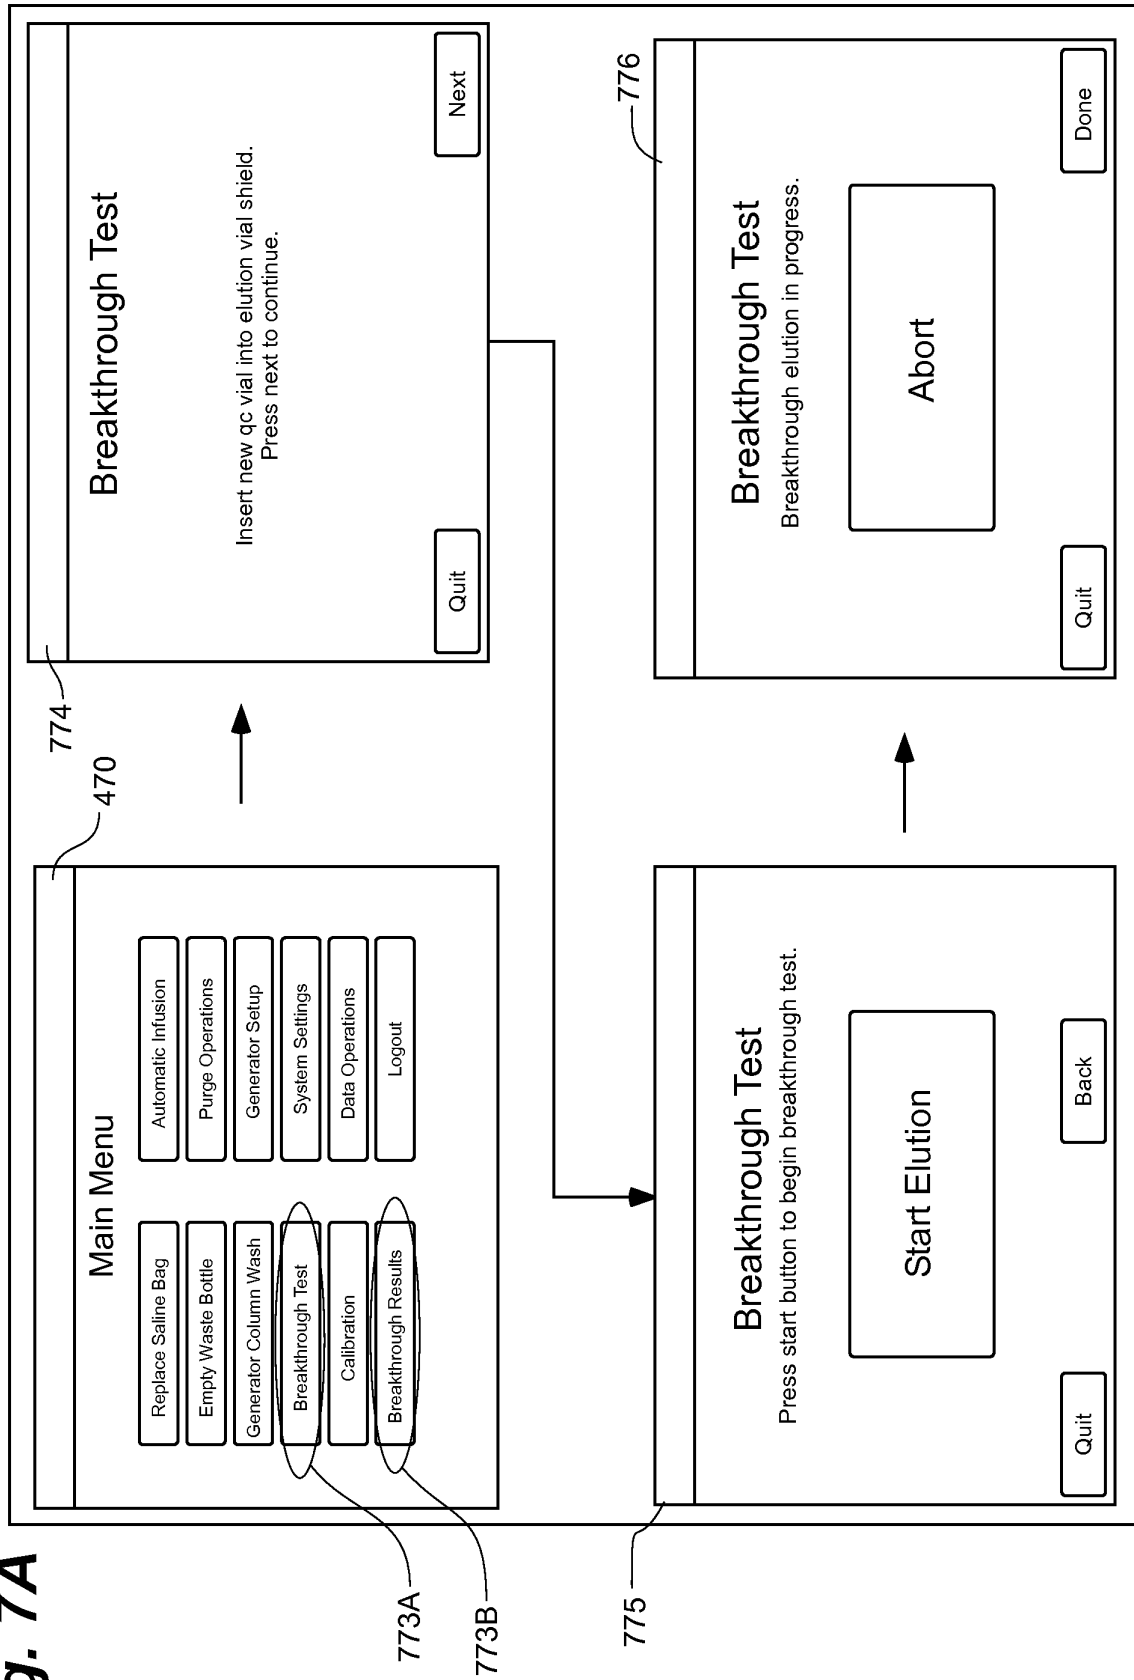 470
Main Menu
Replace Saline Bag
Automatic Infusion
Empty Waste Bottle
Purge Operations
Generator Column Wash
Generator Setup
Breakthrough Test
System Settings
Calibration
Data Operations
Breakthrough Results
Logout
773A
773B
774
Breakthrough Test
Insert new qc vial into elution vial shield.
Press next to continue.
Quit
Next
775
Breakthrough Test
Press start button to begin breakthrough test.
Start Elution
Quit
Back
776
Breakthrough Test
Breakthrough elution in progress.
Abort
Quit
Done
g. 7A